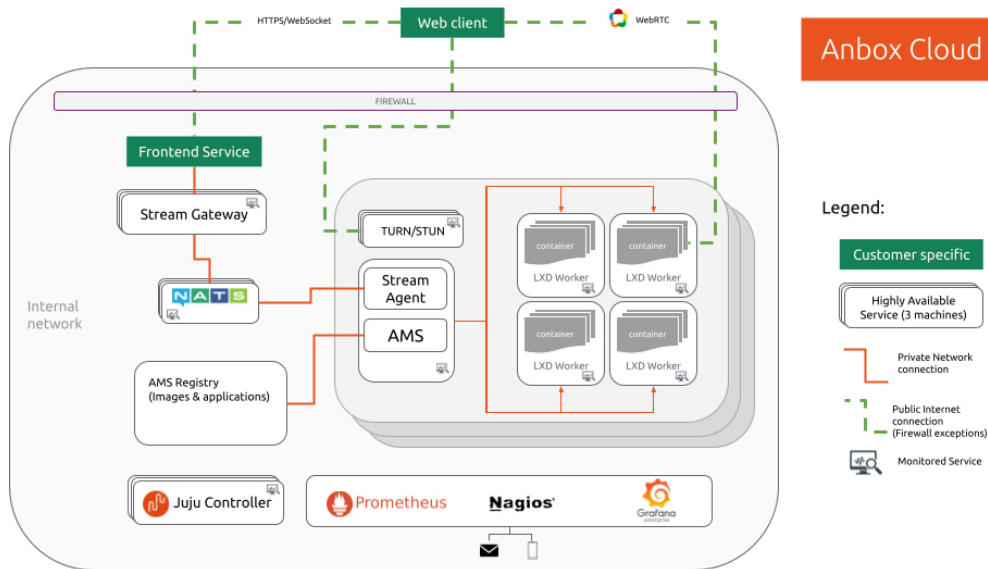 HTTPS/WebSocket
Web client
WebRTC
Anbox Cloud
FIREWALL
Frontend Service
Stream Gateway
NATS
Internal
network
AMS Registry
(Images & applications)
TURN/STUN
Stream
Agent
AMS
container
LXD Worker
container
LXD Worker
container
LXD Worker
container
LXD Worker
Juju Controller
Prometheus
Nagios®
Grafana
enterprise
Legend:
Customer specific
Highly Available
Service (3 machines)
Private Network
connection
Public Internet
connection
(Firewall exceptions)
Monitored Service